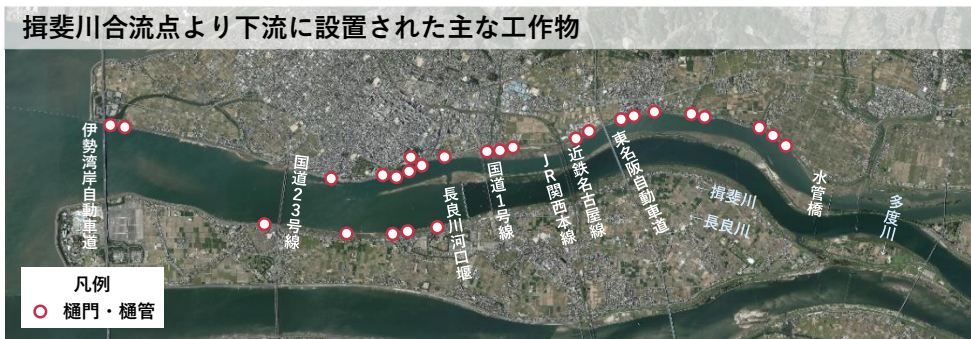 揖斐川合流点より下流に設置された主な工作物
伊勢湾岸自動車道
国道23号線
長良川河口堰
国道1号線
JR関西本線
近鉄名古屋線
東名阪自動車道
揖斐川
長良川
水管橋
多度川
凡例
樋門・樋管